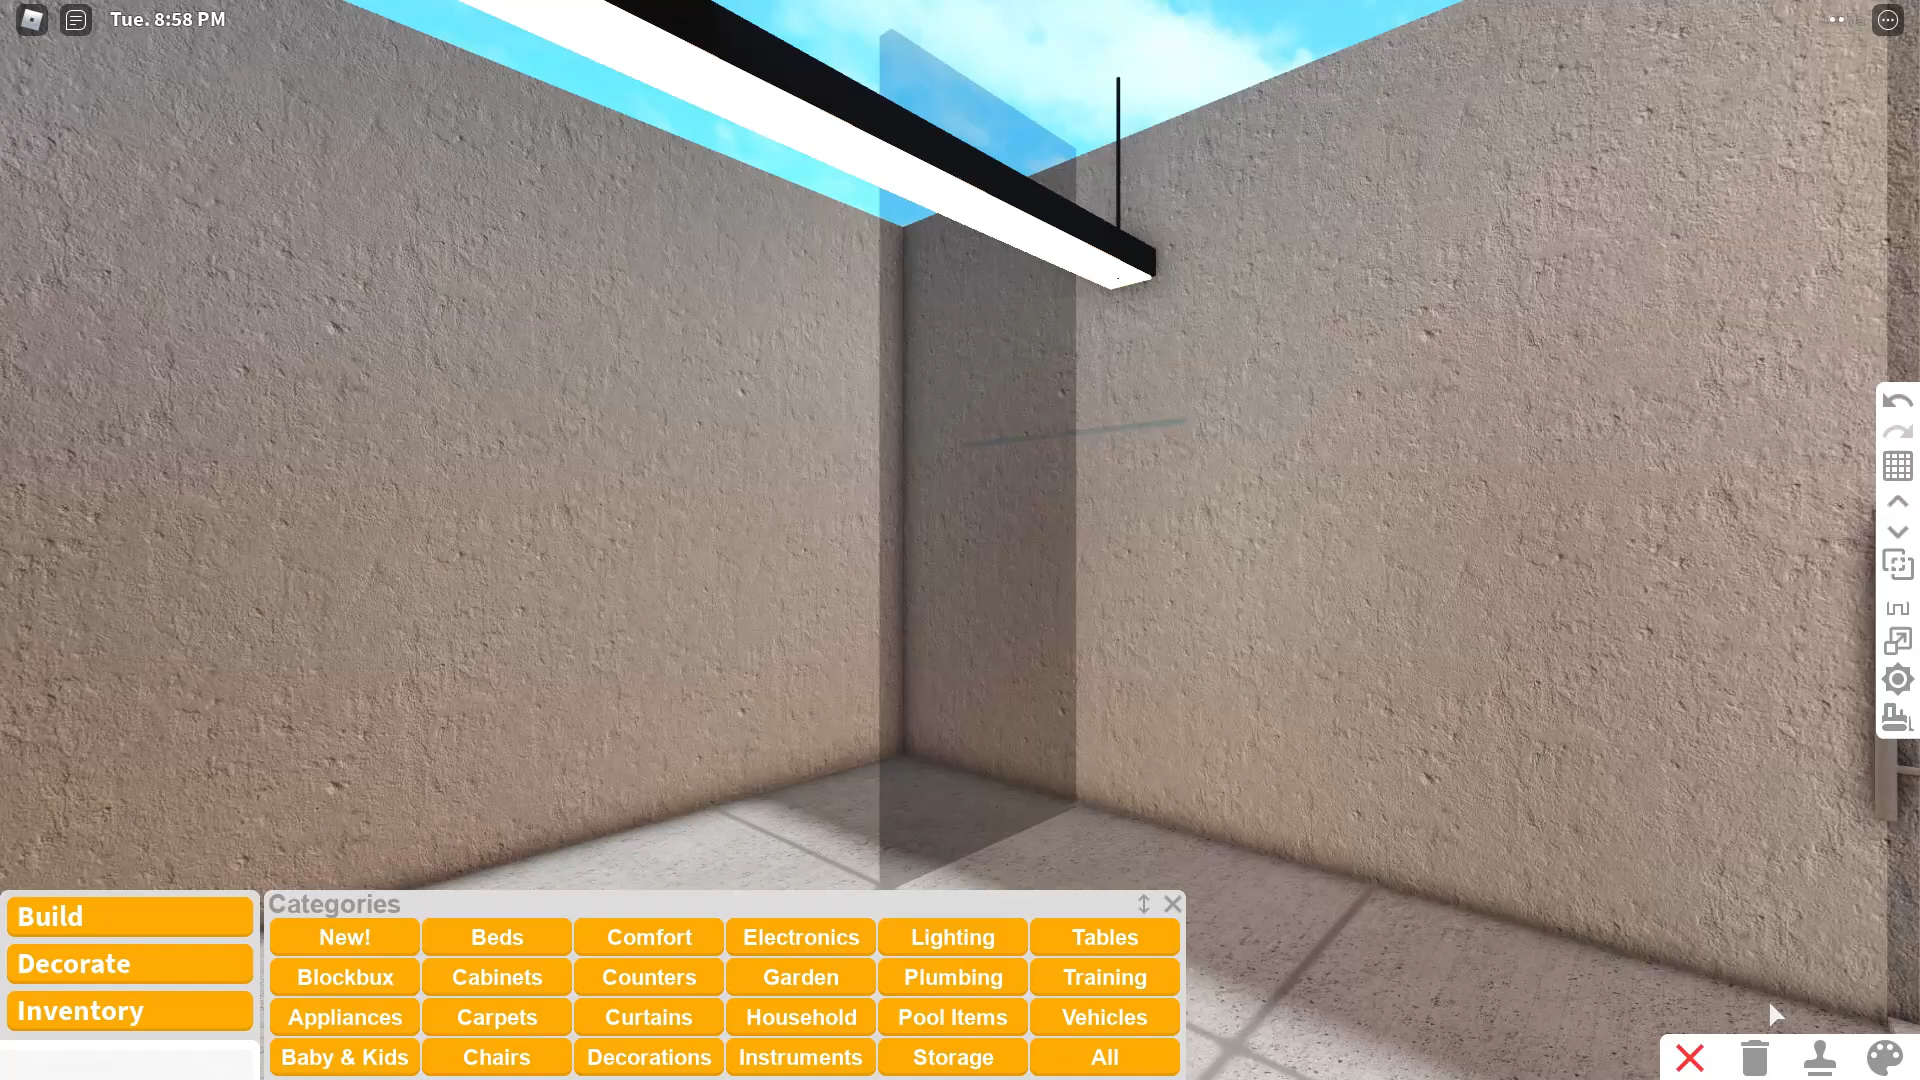 Tue. 8:58 PM
Build
Decorate
Inventory
Categories
New! Beds Comfort Electronics Lighting Tables
Blockbux Cabinets Counters Garden Plumbing Training
Appliances Carpets Curtains Household Pool Items Vehicles
Baby & Kids Chairs Decorations Instruments Storage All